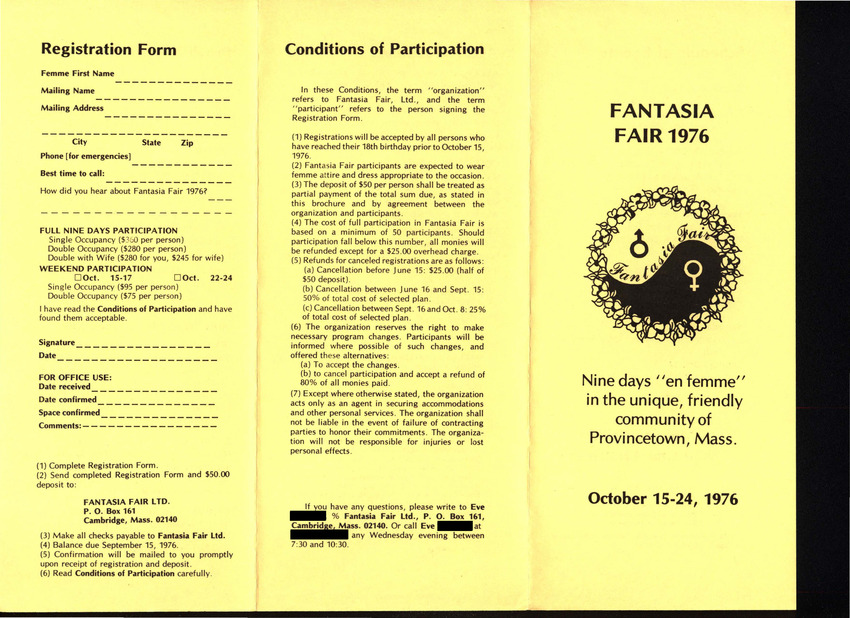 Registration Form
Femme First Name
Mailing Name
Mailing Address
City State Zip
Phone [for emergencies]
Best time to call:
How did you hear about Fantasia Fair 1976?
FULL NINE DAYS PARTICIPATION
Single Occupancy ($360 per person)
Double Occupancy ($280 per person)
Double with Wife ($280 for you, $245 for wife)
WEEKEND PARTICIPATION
☐Oct. 15-17 ☐Oct. 22-24
Single Occupancy ($95 per person)
Double Occupancy ($75 per person)
I have read the Conditions of Participation and have
found them acceptable.
Signature
Date
FOR OFFICE USE:
Date received
Date confirmed
Space confirmed
Comments:
(1) Complete Registration Form.
(2) Send completed Registration Form and $50.00
deposit to:
FANTASIA FAIR LTD.
P. O. Box 161
Cambridge, Mass. 02140
(3) Make all checks payable to Fantasia Fair Ltd.
(4) Balance due September 15, 1976.
(5) Confirmation will be mailed to you promptly
upon receipt of registration and deposit.
(6) Read Conditions of Participation carefully.
Conditions of Participation
In these Conditions, the term "organization"
refers to Fantasia Fair, Ltd., and the term
"participant" refers to the person signing the
Registration Form.
(1) Registrations will be accepted by all persons who
have reached their 18th birthday prior to October 15,
1976.
(2) Fantasia Fair participants are expected to wear
femme attire and dress appropriate to the occasion.
(3) The deposit of $50 per person shall be treated as
partial payment of the total sum due, as stated in
this brochure and by agreement between the
organization and participants.
(4) The cost of full participation in Fantasia Fair is
based on a minimum of 50 participants. Should
participation fall below this number, all monies will
be refunded except for a $25.00 overhead charge.
(5) Refunds for canceled registrations are as follows:
(a) Cancellation before June 15: $25.00 (half of
$50 deposit).
(b) Cancellation between June 16 and Sept. 15:
50% of total cost of selected plan.
(c) Cancellation between Sept. 16 and Oct. 8: 25%
of total cost of selected plan.
(6) The organization reserves the right to make
necessary program changes. Participants will be
informed where possible of such changes, and
offered these alternatives:
(a) To accept the changes.
(b) to cancel participation and accept a refund of
80% of all monies paid.
(7) Except where otherwise stated, the organization
acts only as an agent in securing accommodations
and other personal services. The organization shall
not be liable in the event of failure of contracting
parties to honor their commitments. The organiza-
tion will not be responsible for injuries or lost
personal effects.
If you have any questions, please write to Eve
% Fantasia Fair Ltd., P. O. Box 161,
Cambridge, Mass. 02140. Or call Eve at
any Wednesday evening between
7:30 and 10:30.
FANTASIA
FAIR 1976
Fantasia Fair
Nine days "en femme"
in the unique, friendly
community of
Provincetown, Mass.
October 15-24, 1976